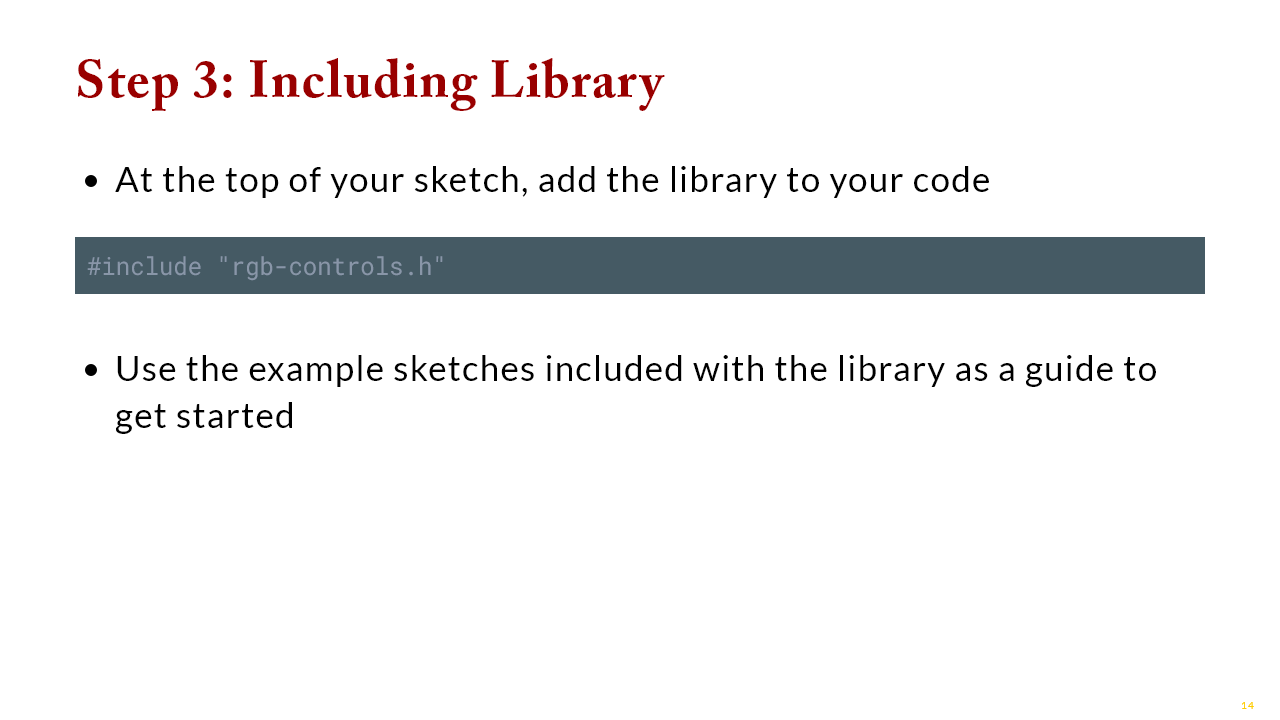 Step 3: Including Library
• At the top of your sketch, add the library to your code
#include "rgb-controls.h"
• Use the example sketches included with the library as a guide to
get started
14